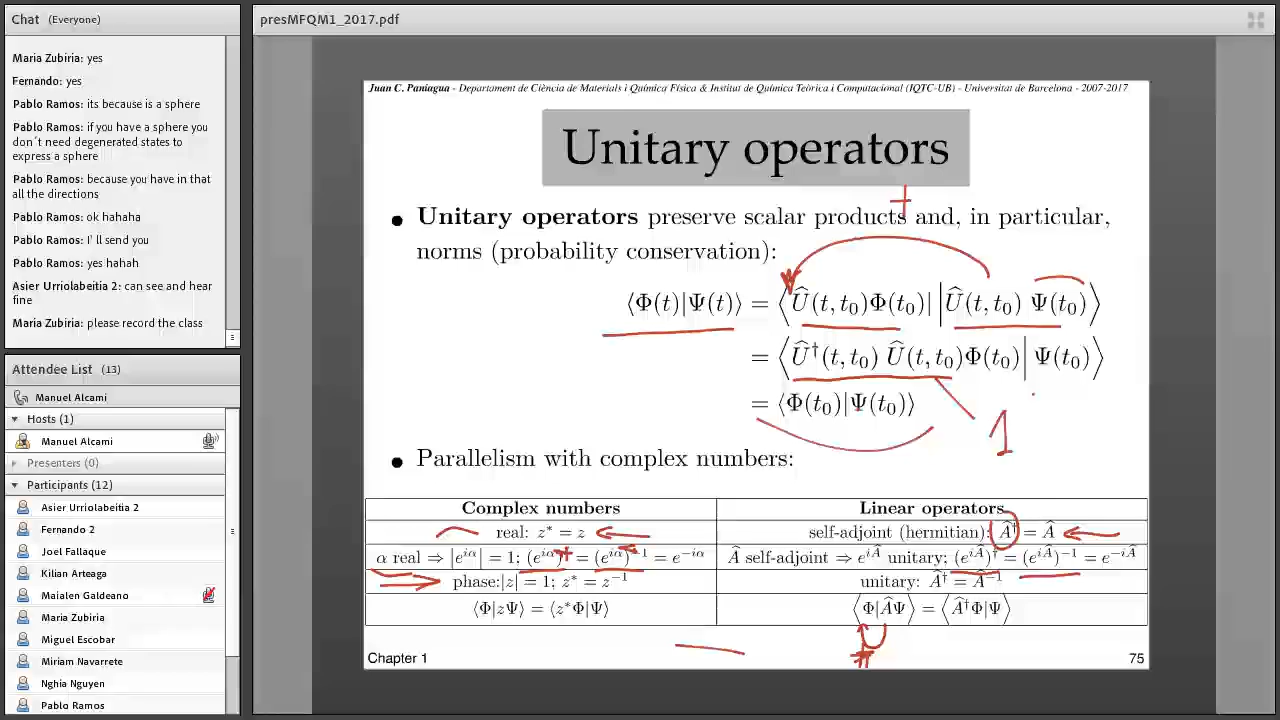 Chat (Everyone)
Maria Zubiria: yes
Fernando: yes
Pablo Ramos: its because is a sphere
Pablo Ramos: if you have a sphere you
don´t need degenerated states to
express a sphere
Pablo Ramos: because you have in that
all the directions
Pablo Ramos: ok hahaha
Pablo Ramos: I' ll send you
Pablo Ramos: yes hahah
Asier Urriolabeitia 2: can see and hear
fine
Maria Zubiria: please record the class
Attendee List (13)
Manuel Alcami
Hosts (1)
Manuel Alcami
Presenters (0)
Participants (12)
Asier Urriolabeitia 2
Fernando 2
Joel Fallaque
Kilian Arteaga
Maialen Galdeano
Maria Zubiria
Miguel Escobar
Miriam Navarrete
Nghia Nguyen
Pablo Ramos
presMFQM1_2017.pdf
Juan C. Paniagua - Departament de Ciència de Materials i Química Física & Institut de Química Teòrica i Computacional (IQTC-UB) - Universitat de Barcelona - 2007-2017
Unitary operators
+
• Unitary operators preserve scalar products and, in particular,
norms (probability conservation):
⟨Φ(t)|Ψ(t)⟩ = ⟨Û(t, t₀)Φ(t₀)| |Û(t, t₀) Ψ(t₀)⟩
= ⟨Û†(t, t₀) Û(t, t₀)Φ(t₀)| Ψ(t₀)⟩
= ⟨Φ(t₀)|Ψ(t₀)⟩
1
• Parallelism with complex numbers:
Complex numbers Linear operators
real: z* = z self-adjoint (hermitian): Â† = Â
α real ⇒ |e^{iα}| = 1; (e^{iα})* = (e^{iα})^{-1} = e^{-iα} Â self-adjoint ⇒ e^{iÂ} unitary; (e^{iÂ})† = (e^{iÂ})^{-1} = e^{-iÂ}
phase:|z| = 1; z* = z^{-1} unitary: Â† = Â^{-1}
⟨Φ|zΨ⟩ = ⟨z*Φ|Ψ⟩ ⟨Φ|ÂΨ⟩ = ⟨Â†Φ|Ψ⟩
Chapter 1 75